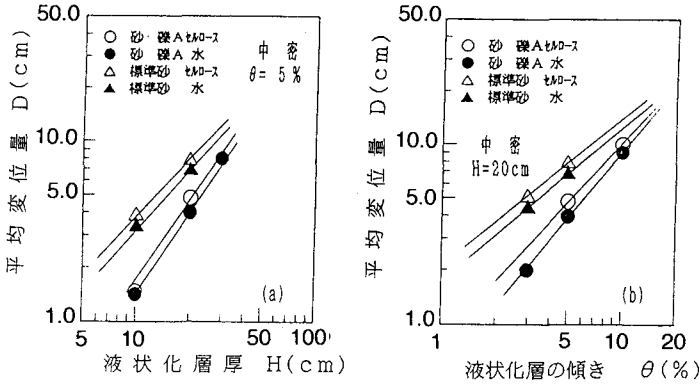 平均変位量 D(cm)
50.0
10.0
5.0
1.0
○ 砂・礫A セルロース
● 砂 礫A 水
△ 標準砂 セルロース
▲ 標準砂 水
中密
θ= 5 %
(a)
5 10 50 100
液状化層厚 H(cm)
平均変位量 D(cm)
50.0
10.0
5.0
1.0
○ 砂 礫A セルロース
● 砂 礫A 水
△ 標準砂 セルロース
▲ 標準砂 水
中密
H=20cm
(b)
1 5 10 20
液状化層の傾き θ(%)